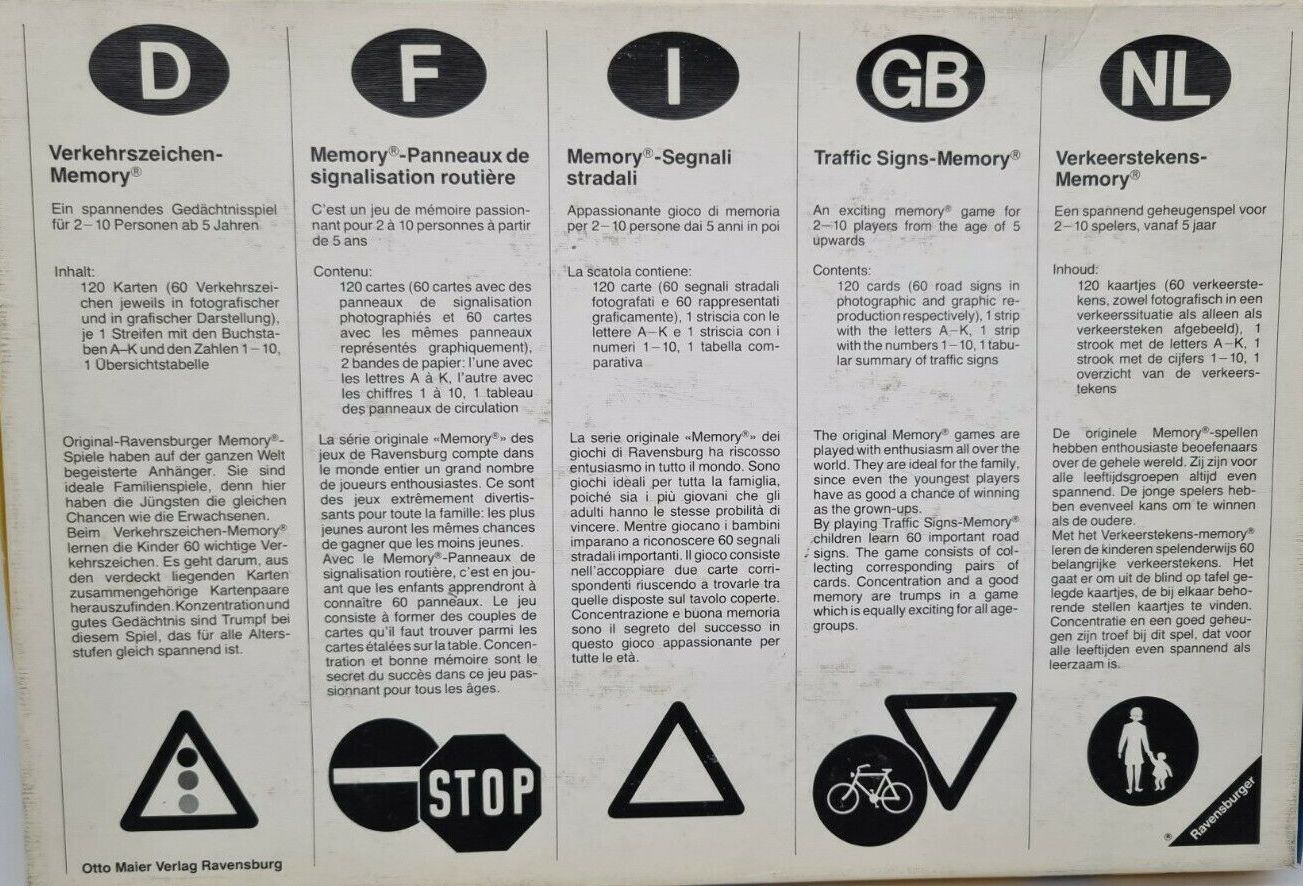 D
Verkehrszeichen-
Memory®
Ein spannendes Gedächtnisspiel
für 2–10 Personen ab 5 Jahren
Inhalt:
120 Karten (60 Verkehrszei-
chen jeweils in fotografischer
und in grafischer Darstellung),
je 1 Streifen mit den Buchsta-
ben A–K und den Zahlen 1–10,
1 Übersichtstabelle
Original-Ravensburger Memory®-
Spiele haben auf der ganzen Welt
begeisterte Anhänger. Sie sind
ideale Familienspiele, denn hier
haben die Jüngsten die gleichen
Chancen wie die Erwachsenen.
Beim Verkehrszeichen-Memory®
lernen die Kinder 60 wichtige Ver-
kehrszeichen. Es geht darum, aus
den verdeckt liegenden Karten
zusammengehörige Kartenpaare
herauszufinden. Konzentration und
gutes Gedächtnis sind Trumpf bei
diesem Spiel, das für alle Alters-
stufen gleich spannend ist.
Otto Maier Verlag Ravensburg
F
Memory®-Panneaux de
signalisation routière
C'est un jeu de mémoire passion-
nant pour 2 à 10 personnes à partir
de 5 ans
Contenu:
120 cartes (60 cartes avec des
panneaux de signalisation
photographiés et 60 cartes
avec les mêmes panneaux
représentés graphiquement),
2 bandes de papier: l'une avec
les lettres A à K, l'autre avec
les chiffres 1 à 10, 1 tableau
des panneaux de circulation
La série originale «Memory®» des
jeux de Ravensburg compte dans
le monde entier un grand nombre
de joueurs enthousiastes. Ce sont
des jeux extrêmement divertis-
sants pour toute la famille: les plus
jeunes auront les mêmes chances
de gagner que les moins jeunes.
Avec le Memory®-Panneaux de
signalisation routière, c'est en jou-
ant que les enfants apprendront à
connaître 60 panneaux. Le jeu
consiste à former des couples de
cartes qu'il faut trouver parmi les
cartes étalées sur la table. Concen-
tration et bonne mémoire sont le
secret du succès dans ce jeu pas-
sionnant pour tous les âges.
STOP
I
Memory®-Segnali
stradali
Appassionante gioco di memoria
per 2–10 persone dai 5 anni in poi
La scatola contiene:
120 carte (60 segnali stradali
fotografati e 60 rappresentati
graficamente), 1 striscia con le
lettere A–K e 1 striscia con i
numeri 1–10, 1 tabella com-
parativa
La serie originale «Memory®» dei
giochi di Ravensburg ha riscosso
entusiasmo in tutto il mondo. Sono
giochi ideali per tutta la famiglia,
poiché sia i più giovani che gli
adulti hanno le stesse probilità di
vincere. Mentre giocano i bambini
imparano a riconoscere 60 segnali
stradali importanti. Il gioco consiste
nell'accoppiare due carte corri-
spondenti riuscendo a trovarle tra
quelle disposte sul tavolo coperte.
Concentrazione e buona memoria
sono il segreto del successo in
questo gioco appassionante per
tutte le età.
GB
Traffic Signs-Memory®
An exciting memory® game for
2–10 players from the age of 5
upwards
Contents:
120 cards (60 road signs in
photographic and graphic re-
production respectively), 1 strip
with the letters A–K, 1 strip
with the numbers 1–10, 1 tabu-
lar summary of traffic signs
The original Memory® games are
played with enthusiasm all over the
world. They are ideal for the family,
since even the youngest players
have as good a chance of winning
as the grown-ups.
By playing Traffic Signs-Memory®
children learn 60 important road
signs. The game consists of col-
lecting corresponding pairs of
cards. Concentration and a good
memory are trumps in a game
which is equally exciting for all age-
groups.
NL
Verkeerstekens-
Memory®
Een spannend geheugenspel voor
2–10 spelers, vanaf 5 jaar
Inhoud:
120 kaartjes (60 verkeerste-
kens, zowel fotografisch in een
verkeerssituatie als alleen als
verkeersteken afgebeeld), 1
strook met de letters A–K, 1
strook met de cijfers 1–10, 1
overzicht van de verkeers-
tekens
De originele Memory®-spellen
hebben enthousiaste beoefenaars
over de gehele wereld. Zij zijn voor
alle leeftijdsgroepen altijd even
spannend. De jonge spelers heb-
ben evenveel kans om te winnen
als de oudere.
Met het Verkeerstekens-memory®
leren de kinderen spelenderwijs 60
belangrijke verkeerstekens. Het
gaat er om uit de blind op tafel ge-
legde kaartjes, de bij elkaar beho-
rende stellen kaartjes te vinden.
Concentratie en een goed geheu-
gen zijn troef bij dit spel, dat voor
alle leeftijden even spannend als
leerzaam is.
® Ravensburger